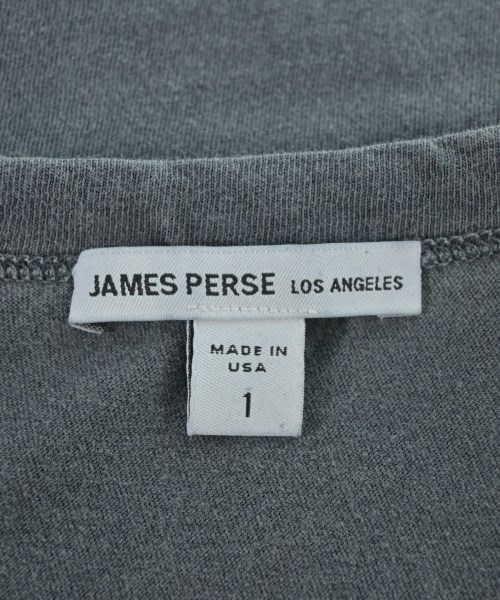 JAMES PERSE LOS ANGELES
MADE IN
USA
1